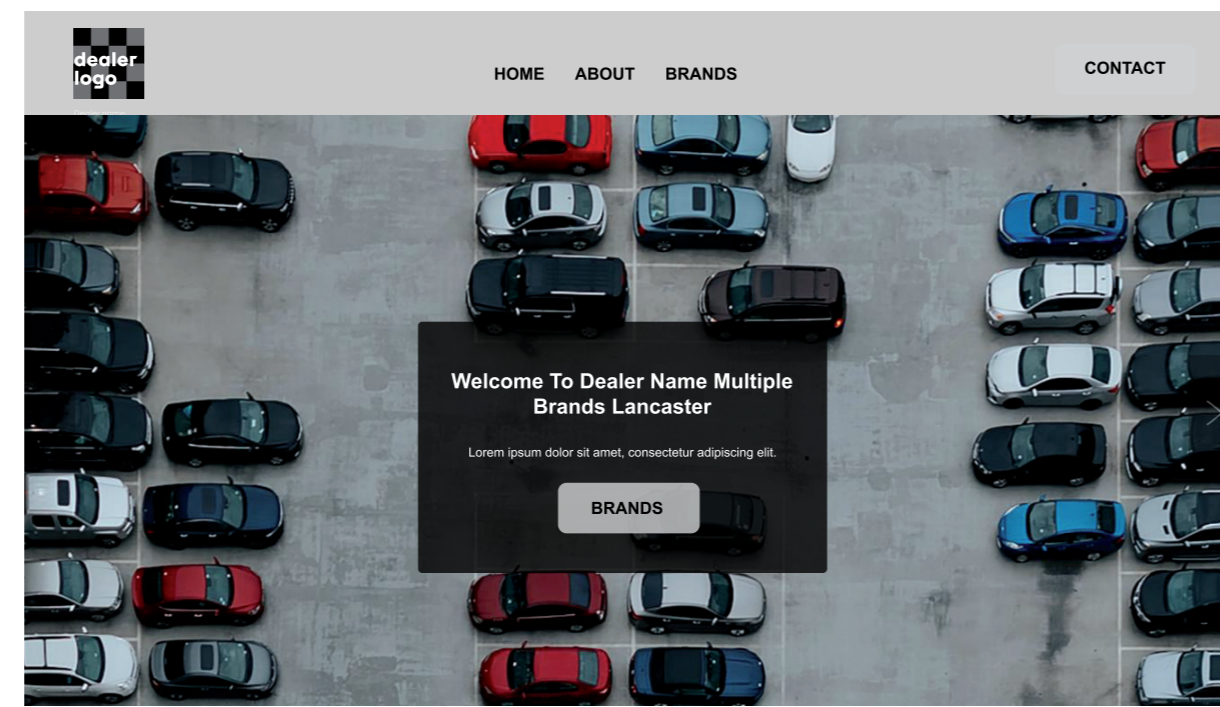 dealer
logo
HOME ABOUT BRANDS
CONTACT
Welcome To Dealer Name Multiple
Brands Lancaster
Lorem ipsum dolor sit amet, consectetur adipiscing elit.
BRANDS